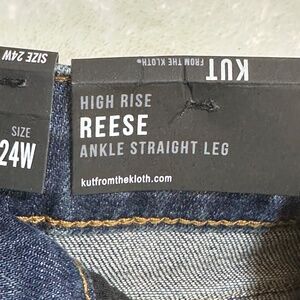 SIZE 24W
KUT FROM THE KLOTH®
HIGH RISE
REESE
ANKLE STRAIGHT LEG
kutfromthekloth.com
SIZE
24W